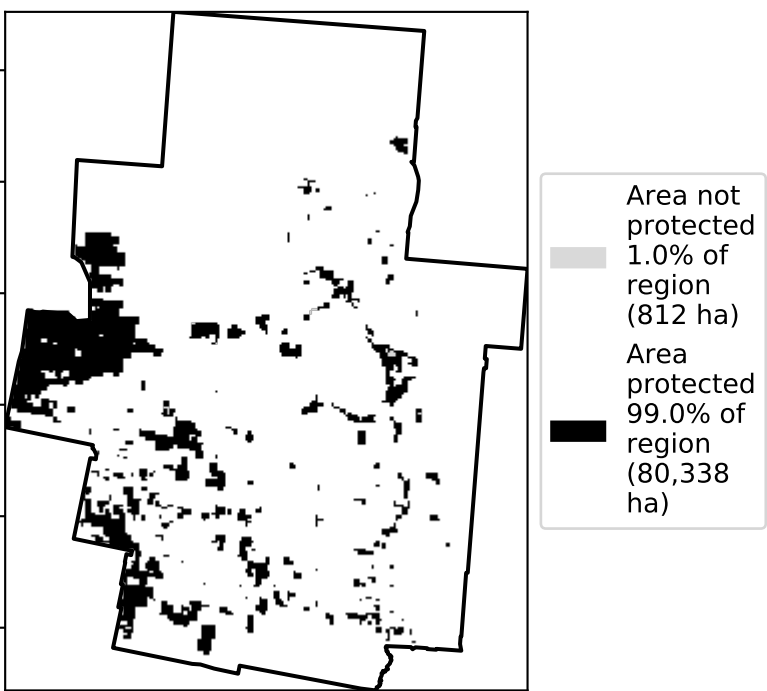 Area not
protected
1.0% of
region
(812 ha)
Area
protected
99.0% of
region
(80,338
ha)